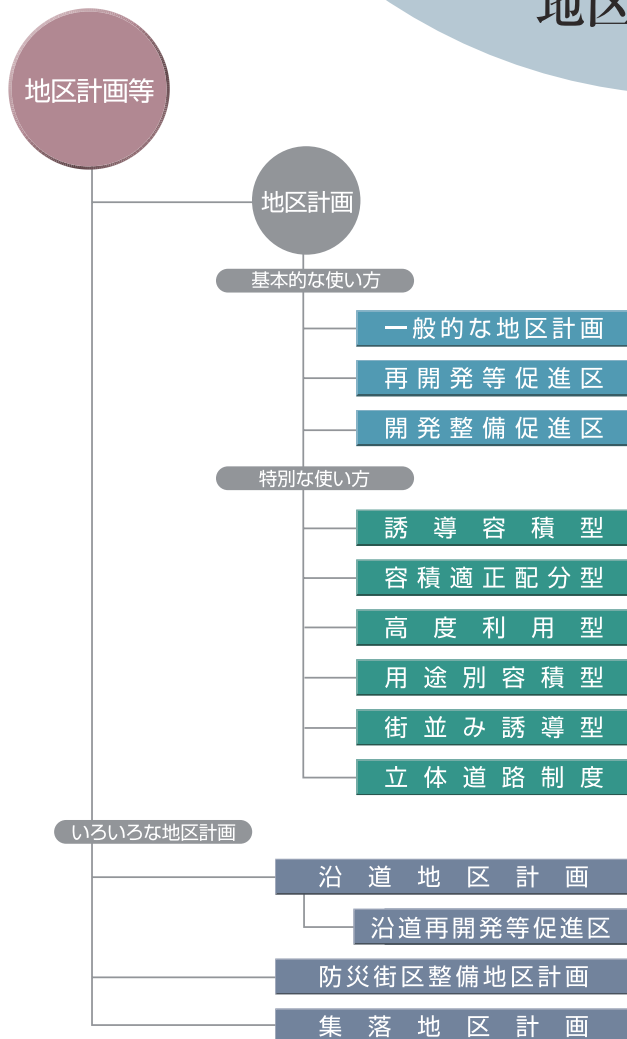 地区
地区計画等
地区計画
基本的な使い方
一般的な地区計画
再開発等促進区
開発整備促進区
特別な使い方
誘導容積型
容積適正配分型
高度利用型
用途別容積型
街並み誘導型
立体道路制度
いろいろな地区計画
沿道地区計画
沿道再開発等促進区
防災街区整備地区計画
集落地区計画